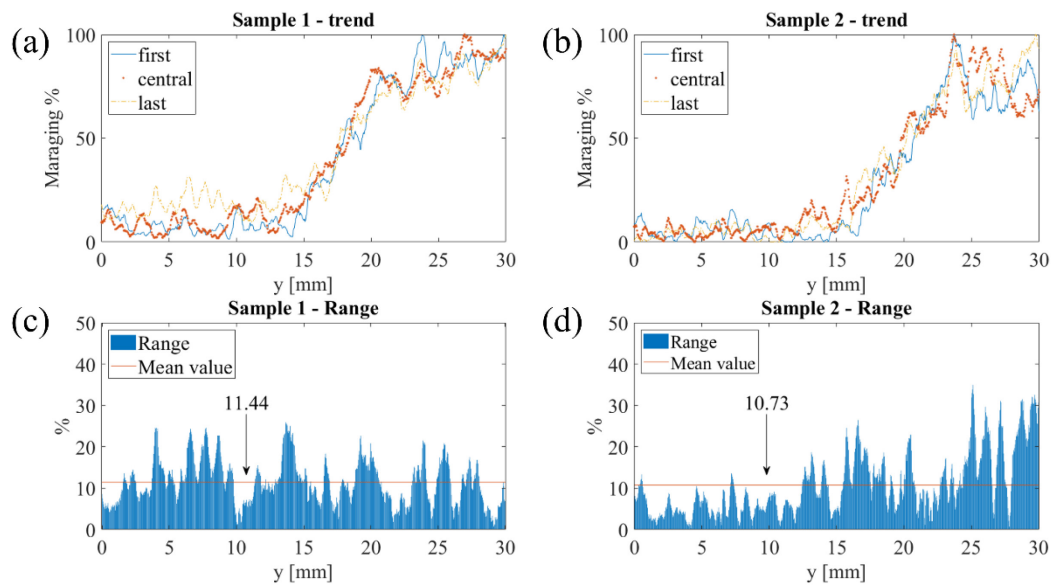 Sample 1 - trend
(a)
100
50
0
Maraging %
first
central
last
0 5 10 15 20 25 30
y [mm]
Sample 2 - trend
(b)
100
50
0
Maraging %
first
central
last
0 5 10 15 20 25 30
y [mm]
Sample 1 - Range
(c)
50
40
30
20
10
0
%
Range
Mean value
11.44
0 5 10 15 20 25 30
y [mm]
Sample 2 - Range
(d)
50
40
30
20
10
0
%
Range
Mean value
10.73
0 5 10 15 20 25 30
y [mm]